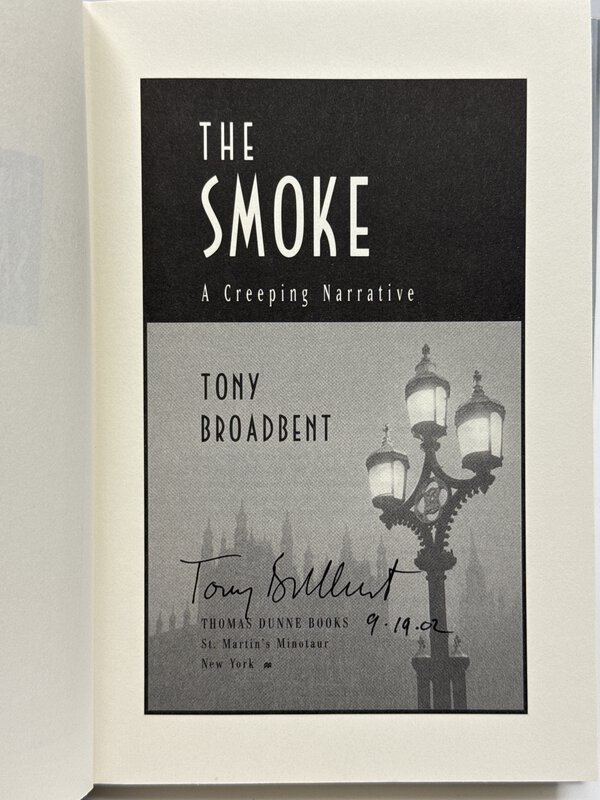 THE
SMOKE
A Creeping Narrative
TONY
BROADBENT
Tony Broadbent
THOMAS DUNNE BOOKS 9.19.02
St. Martin's Minotaur
New York